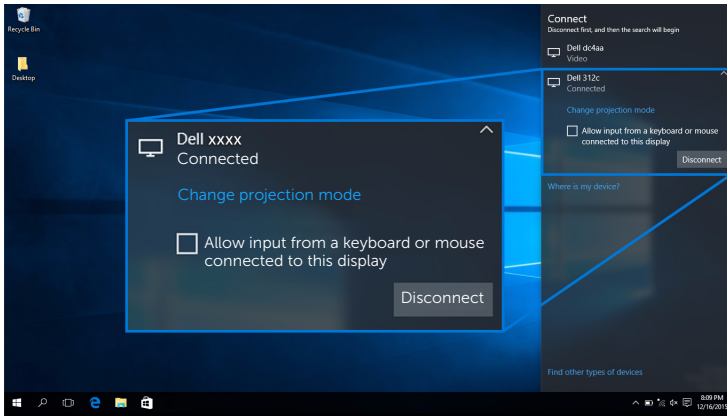 Recycle Bin
Desktop
Dell xxxx
Connected
Change projection mode
Allow input from a keyboard or mouse
connected to this display
Disconnect
Connect
Disconnect first, and then the search will begin
Dell dc4aa
Video
Dell 312c
Connected
Change projection mode
Allow input from a keyboard or mouse
connected to this display
Disconnect
Where is my device?
Find other types of devices
8:09 PM
12/16/2015